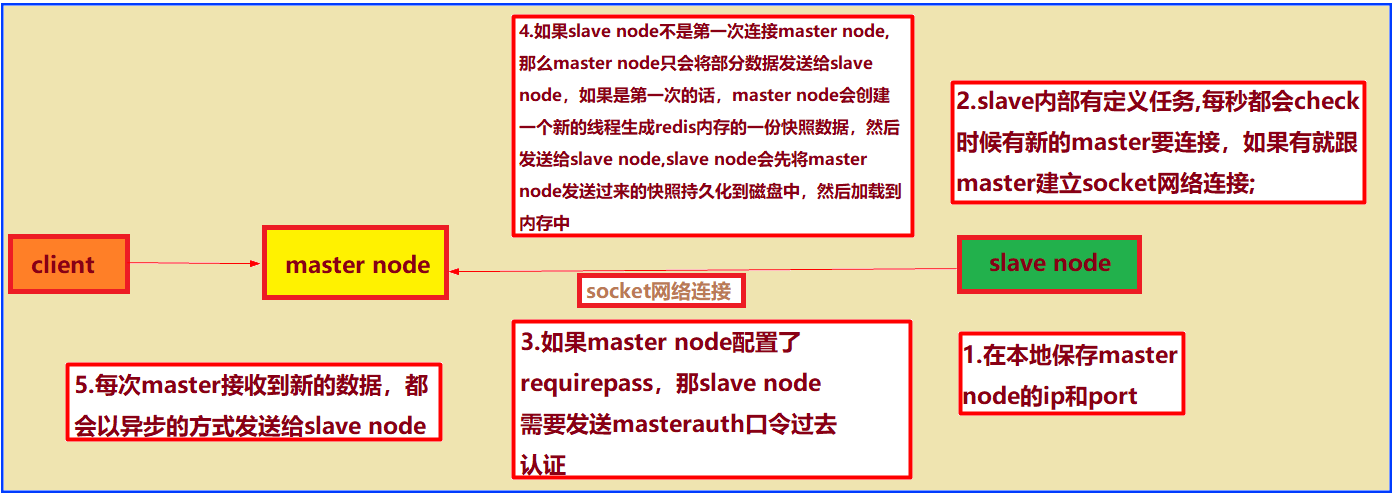 4.如果slave node不是第一次连接master node,
那么master node只会将部分数据发送给slave
node，如果是第一次的话，master node会创建
一个新的线程生成redis内存的一份快照数据，然后
发送给slave node,slave node会先将master
node发送过来的快照持久化到磁盘中，然后加载到
内存中
2.slave内部有定义任务,每秒都会check
时候有新的master要连接，如果有就跟
master建立socket网络连接;
client
master node
slave node
socket网络连接
3.如果master node配置了
requirepass，那slave node
需要发送masterauth口令过去
认证
1.在本地保存master
node的ip和port
5.每次master接收到新的数据，都
会以异步的方式发送给slave node